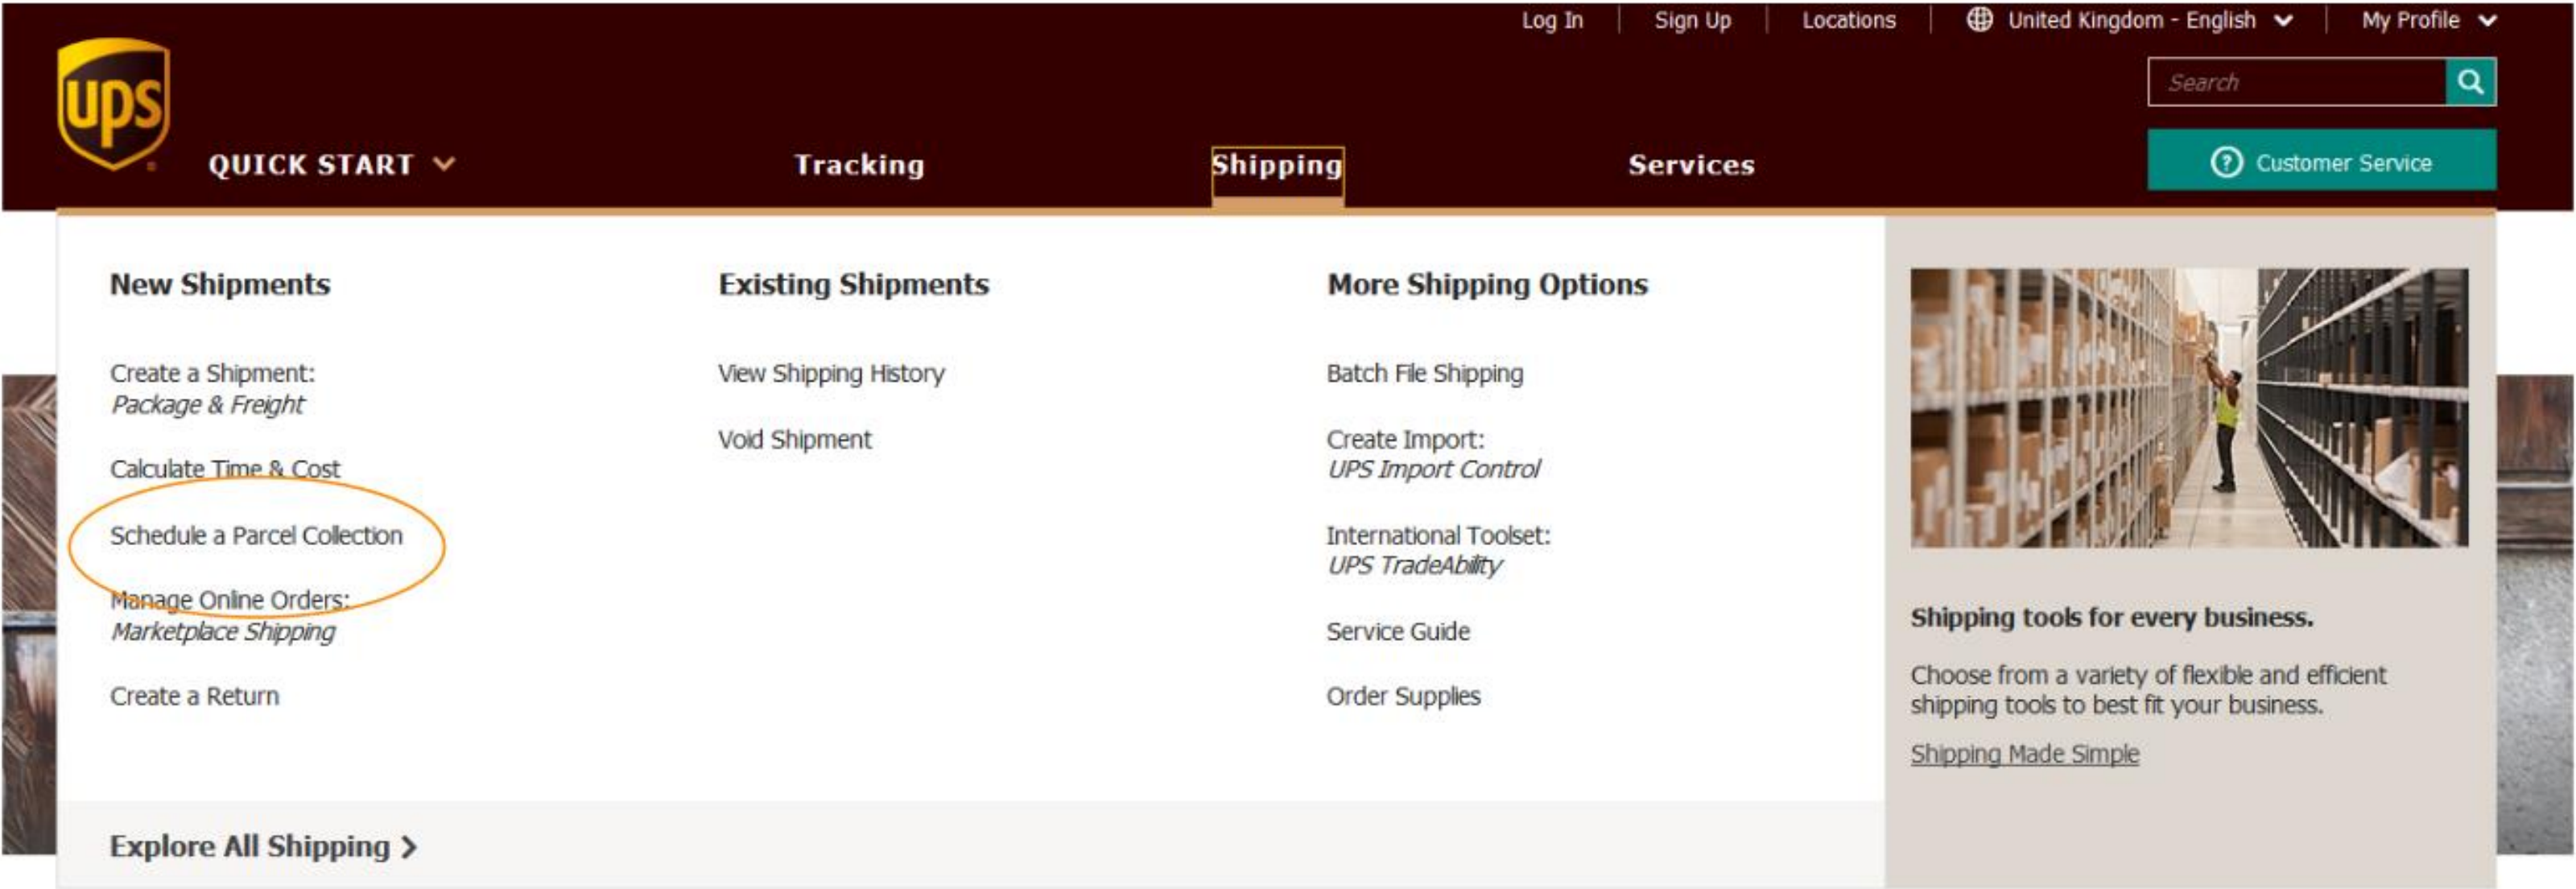 Log In
Sign Up
Locations
United Kingdom - English
My Profile
ups
Search
QUICK START
Tracking
Shipping
Services
Customer Service
New Shipments
Create a Shipment:
Package & Freight
Calculate Time & Cost
Schedule a Parcel Collection
Manage Online Orders:
Marketplace Shipping
Create a Return
Existing Shipments
View Shipping History
Void Shipment
More Shipping Options
Batch File Shipping
Create Import:
UPS Import Control
International Toolset:
UPS TradeAbility
Service Guide
Order Supplies
Shipping tools for every business.
Choose from a variety of flexible and efficient
shipping tools to best fit your business.
Shipping Made Simple
Explore All Shipping